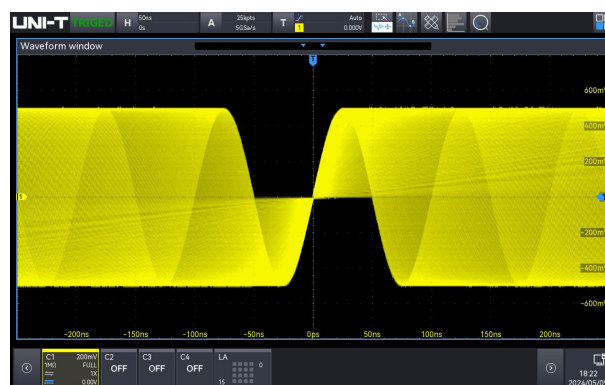 UNI-T TRIGED H 50ns 0s A 25kpts 5GSa/s T 1 Auto 0.000V
Waveform window
T
600mV
400mV
200mV
1
-200mV
-400mV
-600mV
-200ns -150ns -100ns -50ns 0ps 50ns 100ns 150ns 200ns
C1 200mV C2 C3 C4 LA
1MΩ FULL OFF OFF OFF 0
1X
0.00V 15
18:22